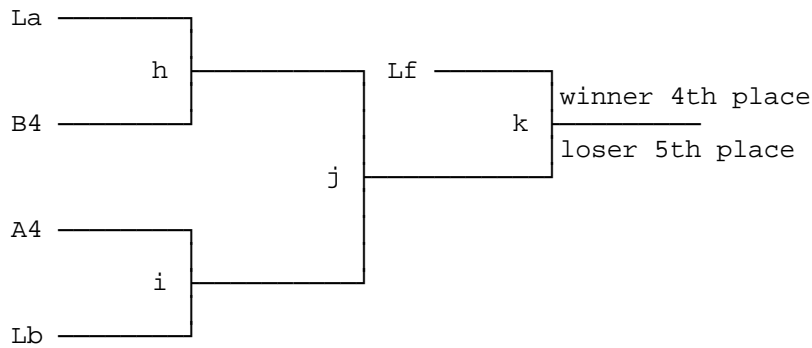 La
h
Lf
winner 4th place
B4
k
loser 5th place
j
A4
i
Lb